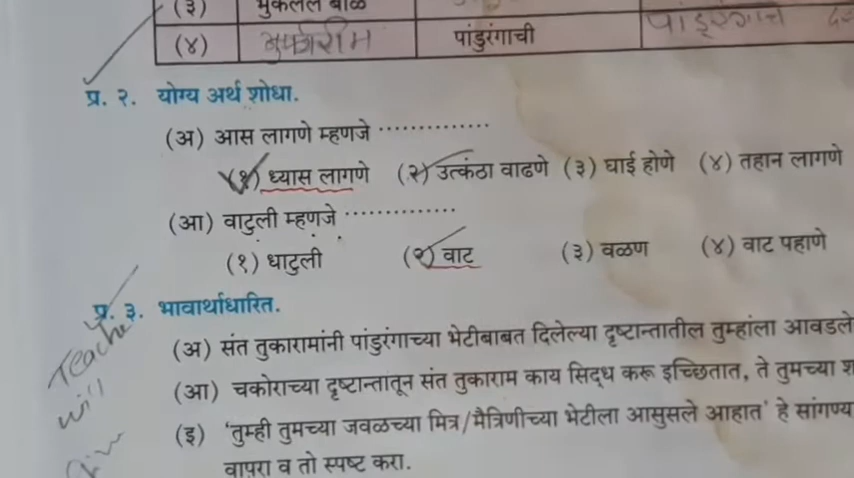 (३) भुकेलेले बाळ
(४) भुकेलेले पांडुरंगाची पांडुरंगाचे
प्र. २. योग्य अर्थ शोधा.
(अ) आस लागणे म्हणजे ..............
(१) ध्यास लागणे (२) उत्कंठा वाढणे (३) घाई होणे (४) तहान लागणे
(आ) वाटुली म्हणजे ..............
(१) धाटुली (२) वाट (३) वळण (४) वाट पहाणे
प्र. ३. भावार्थाधारित.
(अ) संत तुकारामांनी पांडुरंगाच्या भेटीबाबत दिलेल्या दृष्टान्तातील तुम्हांला आवडले
(आ) चकोराच्या दृष्टान्तातून संत तुकाराम काय सिद्ध करू इच्छितात, ते तुमच्या श
(इ) 'तुम्ही तुमच्या जवळच्या मित्र/मैत्रिणीच्या भेटीला आसुसले आहात' हे सांगण्य
वापरा व तो स्पष्ट करा.
Teache
will